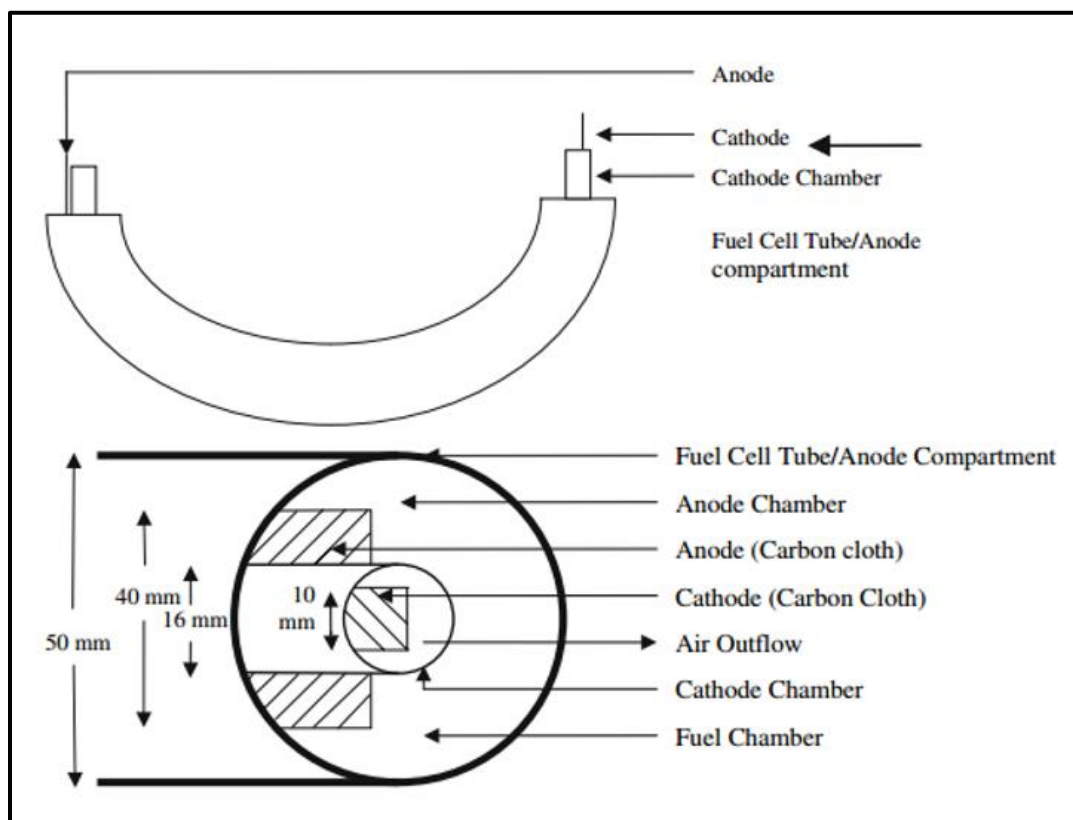 Anode
Cathode
Cathode Chamber
Fuel Cell Tube/Anode
compartment
Fuel Cell Tube/Anode Compartment
Anode Chamber
Anode (Carbon cloth)
40 mm
10
mm
Cathode (Carbon Cloth)
16 mm
50 mm
Air Outflow
Cathode Chamber
Fuel Chamber